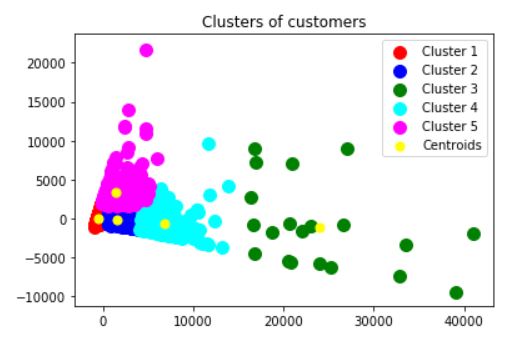 Clusters of customers
Cluster 1
Cluster 2
Cluster 3
Cluster 4
Cluster 5
Centroids
20000
15000
10000
5000
0
−5000
−10000
0 10000 20000 30000 40000